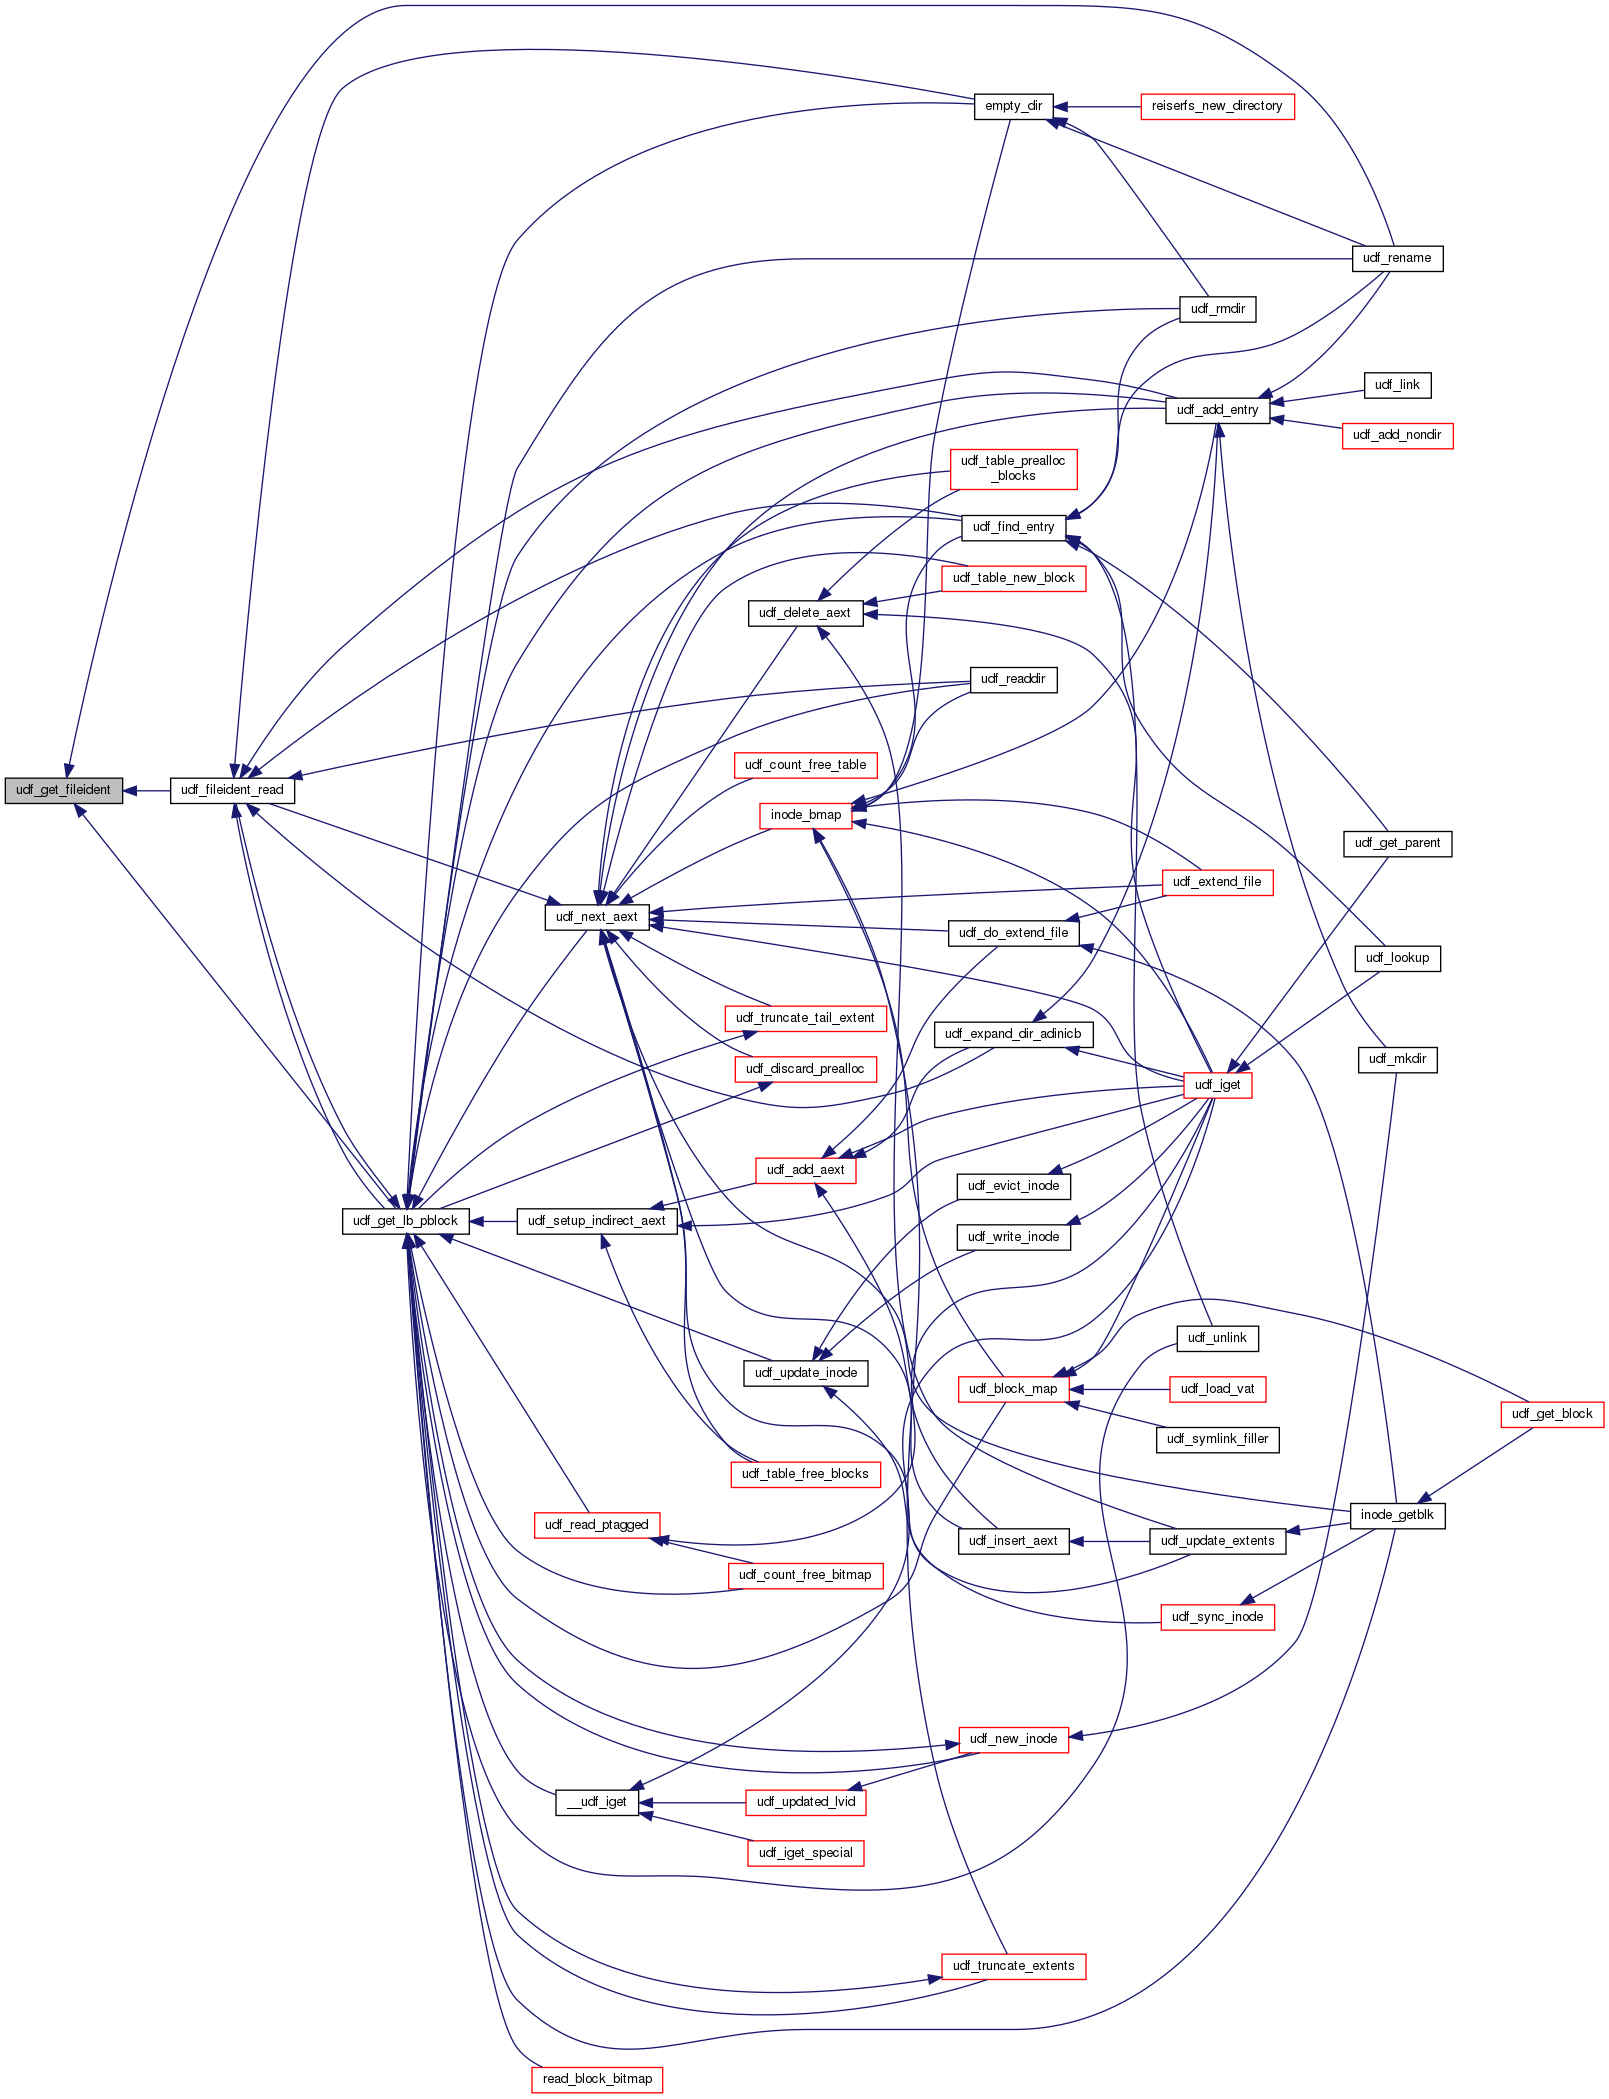 empty_dir
reiserfs_new_directory
udf_rename
udf_rmdir
udf_link
udf_add_entry
udf_add_nondir
udf_table_prealloc
_blocks
udf_find_entry
udf_table_new_block
udf_delete_aext
udf_readdir
udf_count_free_table
udf_get_fileident
udf_fileident_read
inode_bmap
udf_get_parent
udf_extend_file
udf_next_aext
udf_do_extend_file
udf_lookup
udf_truncate_tail_extent
udf_expand_dir_adinicb
udf_mkdir
udf_discard_prealloc
udf_iget
udf_add_aext
udf_evict_inode
udf_get_lb_pblock
udf_setup_indirect_aext
udf_write_inode
udf_unlink
udf_update_inode
udf_block_map
udf_load_vat
udf_get_block
udf_symlink_filler
udf_table_free_blocks
inode_getblk
udf_read_ptagged
udf_insert_aext
udf_update_extents
udf_count_free_bitmap
udf_sync_inode
udf_new_inode
__udf_iget
udf_updated_lvid
udf_iget_special
udf_truncate_extents
read_block_bitmap